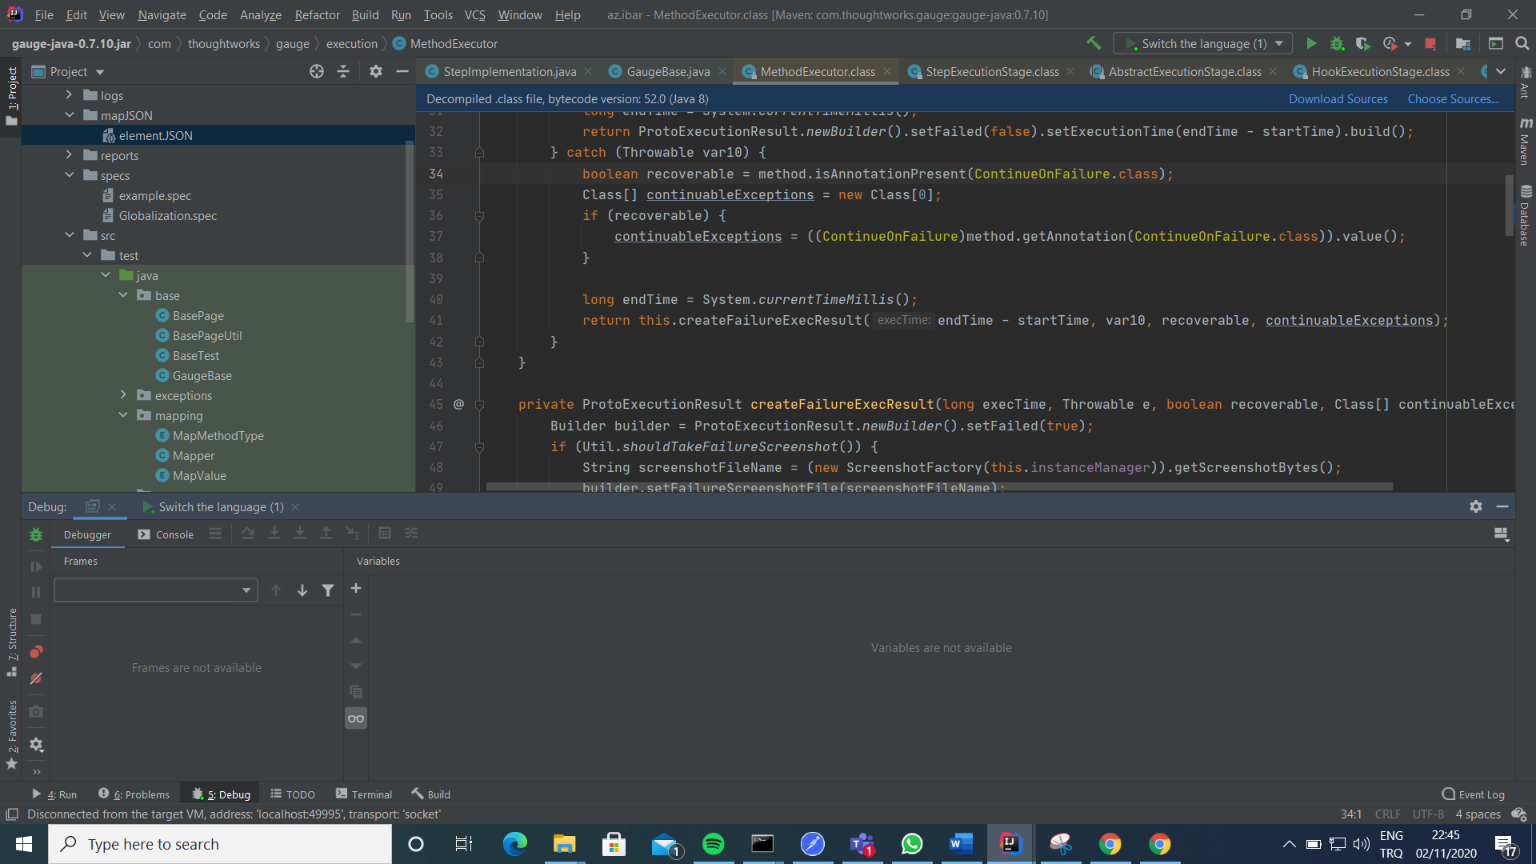 File Edit View Navigate Code Analyze Refactor Build Run Tools VCS Window Help az.ibar - MethodExecutor.class [Maven: com.thoughtworks.gauge:gauge-java:0.7.10]
gauge-java-0.7.10.jar com thoughtworks gauge execution MethodExecutor Switch the language (1)
Project StepImplementation.java GaugeBase.java MethodExecutor.class StepExecutionStage.class AbstractExecutionStage.class HookExecutionStage.class
1: Project
Ant
Maven
Database
logs
mapJSON
elementJSON
reports
specs
example.spec
Globalization.spec
src
test
java
base
BasePage
BasePageUtil
BaseTest
GaugeBase
exceptions
mapping
MapMethodType
Mapper
MapValue
Decompiled .class file, bytecode version: 52.0 (Java 8) Download Sources Choose Sources...
31 long endTime = System.currentTimeMillis();
32 return ProtoExecutionResult.newBuilder().setFailed(false).setExecutionTime(endTime - startTime).build();
33 } catch (Throwable var10) {
34 boolean recoverable = method.isAnnotationPresent(ContinueOnFailure.class);
35 Class[] continuableExceptions = new Class[0];
36 if (recoverable) {
37 continuableExceptions = ((ContinueOnFailure)method.getAnnotation(ContinueOnFailure.class)).value();
38 }
39
40 long endTime = System.currentTimeMillis();
41 return this.createFailureExecResult( execTime: endTime - startTime, var10, recoverable, continuableExceptions);
42 }
43 }
44
45 @ private ProtoExecutionResult createFailureExecResult(long execTime, Throwable e, boolean recoverable, Class[] continuableExce
46 Builder builder = ProtoExecutionResult.newBuilder().setFailed(true);
47 if (Util.shouldTakeFailureScreenshot()) {
48 String screenshotFileName = (new ScreenshotFactory(this.instanceManager)).getScreenshotBytes();
49 builder.setFailureScreenshotFile(screenshotFileName);
Debug: Switch the language (1)
Debugger Console
Frames Variables
Frames are not available
Variables are not available
7: Structure
2: Favorites
4: Run 6: Problems 5: Debug TODO Terminal Build Event Log
Disconnected from the target VM, address: 'localhost:49995', transport: 'socket' 34:1 CRLF UTF-8 4 spaces
Type here to search
1
1
ENG
TRQ
22:45
02/11/2020
17